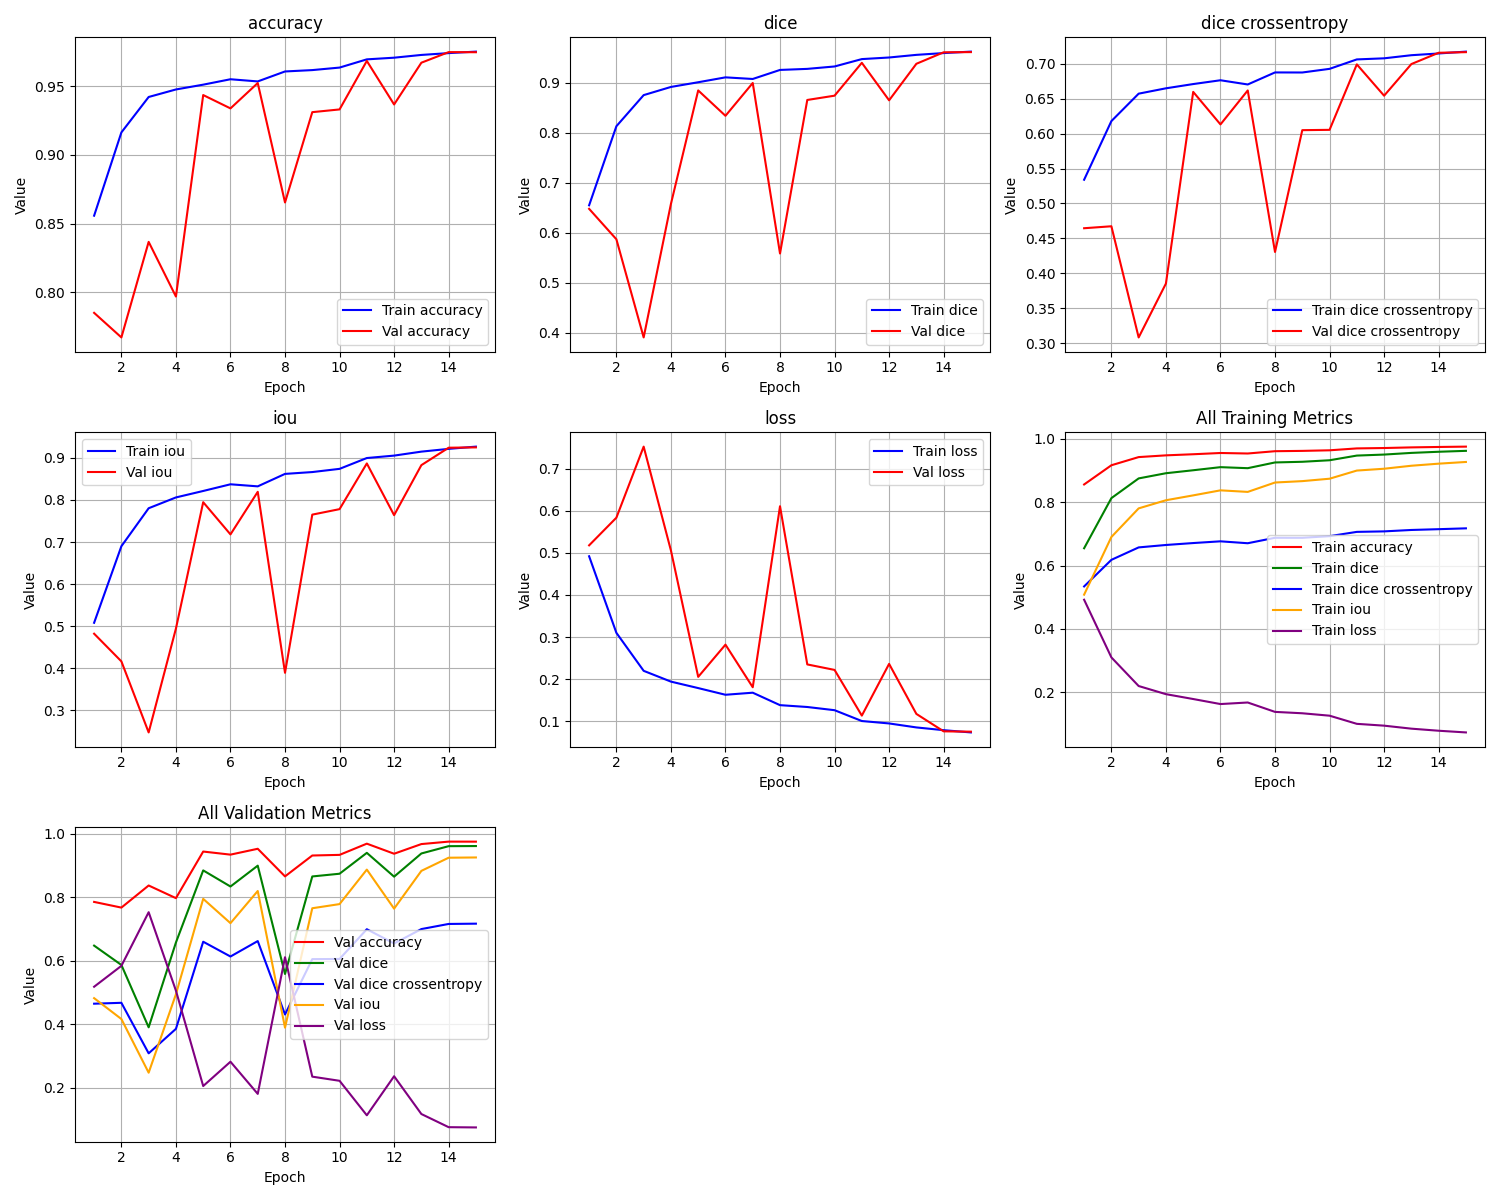 accuracy
0.95
0.90
0.85
0.80
Value
Train accuracy
Val accuracy
2 4 6 8 10 12 14
Epoch
dice
0.9
0.8
0.7
0.6
0.5
0.4
Value
Train dice
Val dice
2 4 6 8 10 12 14
Epoch
dice crossentropy
0.70
0.65
0.60
0.55
0.50
0.45
0.40
0.35
0.30
Value
Train dice crossentropy
Val dice crossentropy
2 4 6 8 10 12 14
Epoch
iou
0.9
0.8
0.7
0.6
0.5
0.4
0.3
Value
Train iou
Val iou
2 4 6 8 10 12 14
Epoch
loss
0.7
0.6
0.5
0.4
0.3
0.2
0.1
Value
Train loss
Val loss
2 4 6 8 10 12 14
Epoch
All Training Metrics
1.0
0.8
0.6
0.4
0.2
Value
Train accuracy
Train dice
Train dice crossentropy
Train iou
Train loss
2 4 6 8 10 12 14
Epoch
All Validation Metrics
1.0
0.8
0.6
0.4
0.2
Value
Val accuracy
Val dice
Val dice crossentropy
Val iou
Val loss
2 4 6 8 10 12 14
Epoch